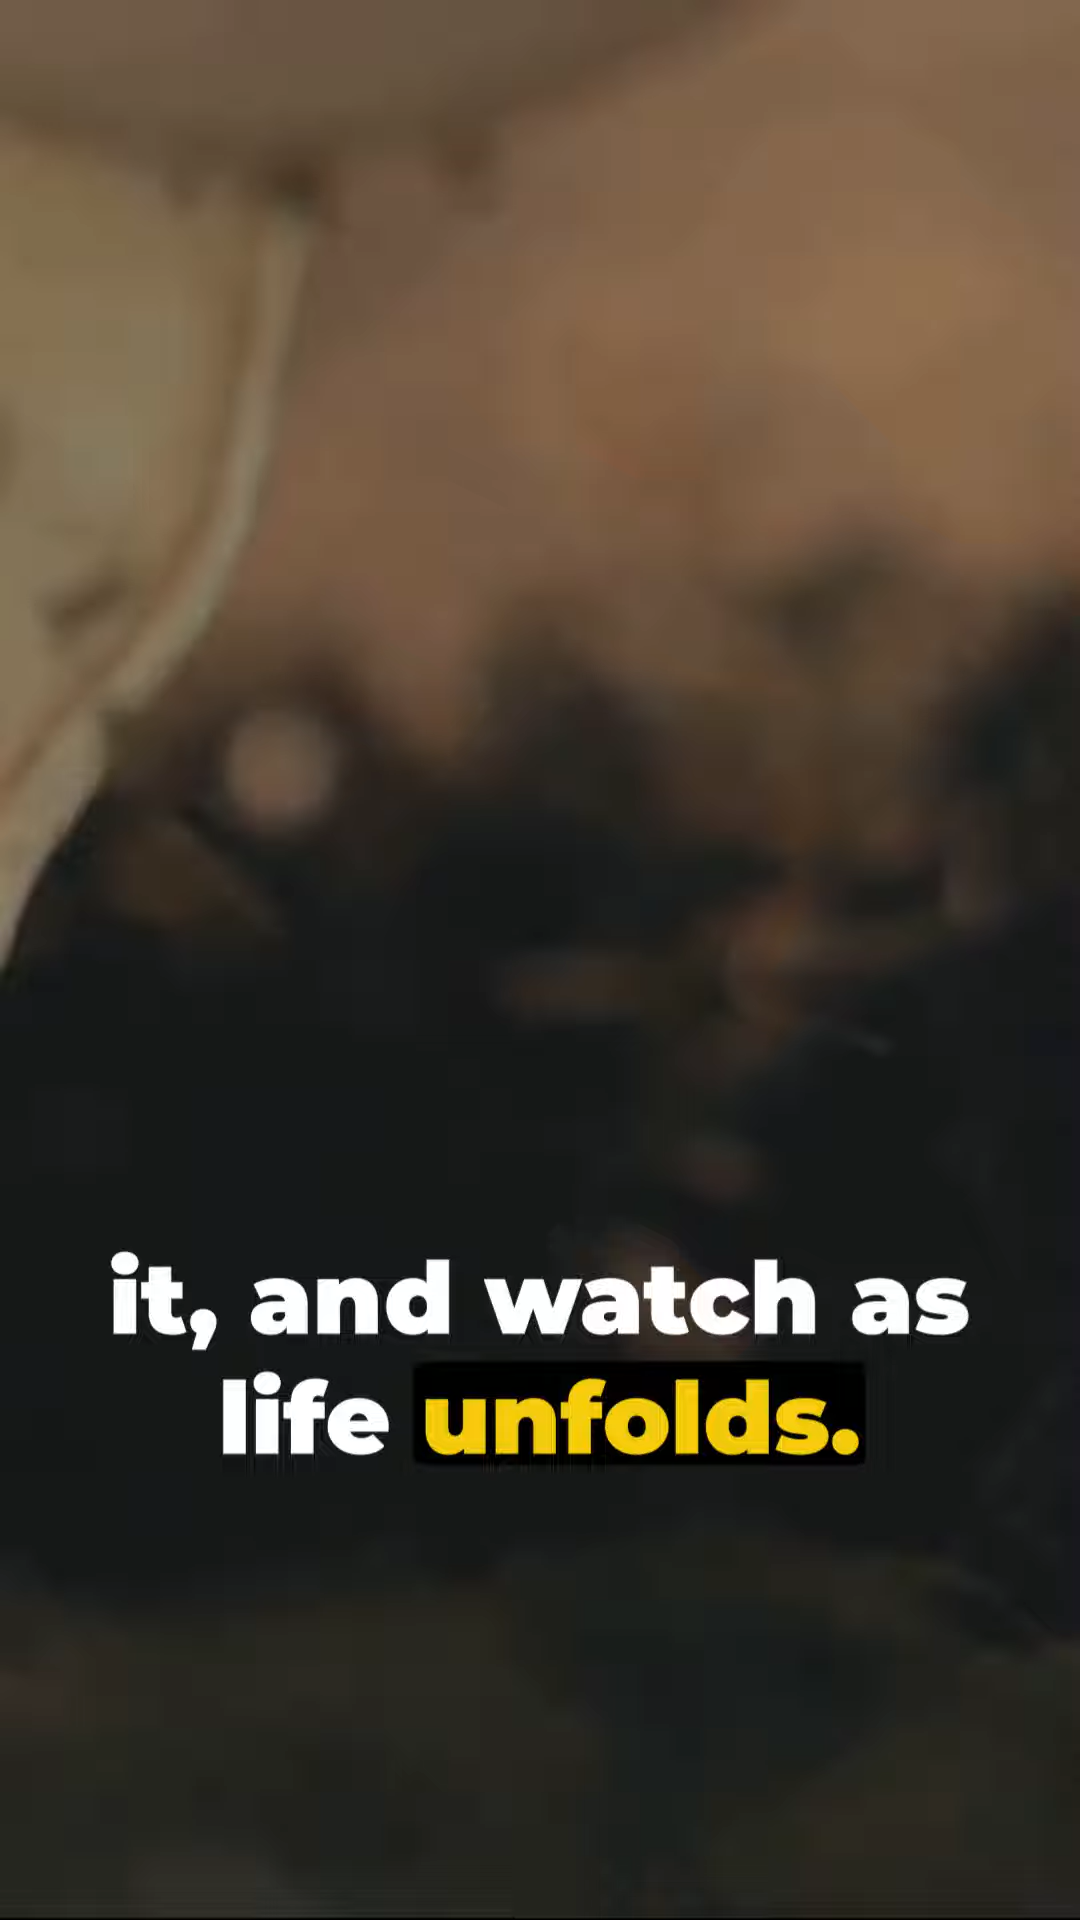 it, and watch as
life unfolds.